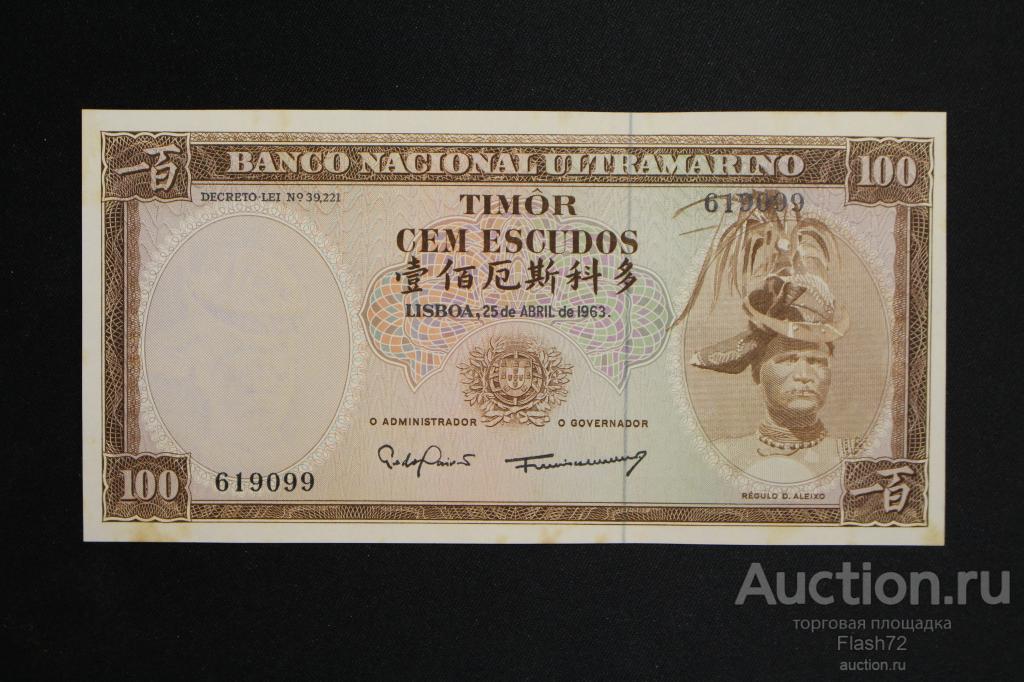 一百
BANCO NACIONAL ULTRAMARINO
100
DECRETO-LEI Nº 39,221
TIMÔR
619099
CEM ESCUDOS
壹佰厄斯科多
LISBOA, 25 de ABRIL de 1963.
O ADMINISTRADOR
O GOVERNADOR
100
619099
RÉGULO D. ALEIXO
一百
Auction.ru
торговая площадка
Flash72
auction.ru